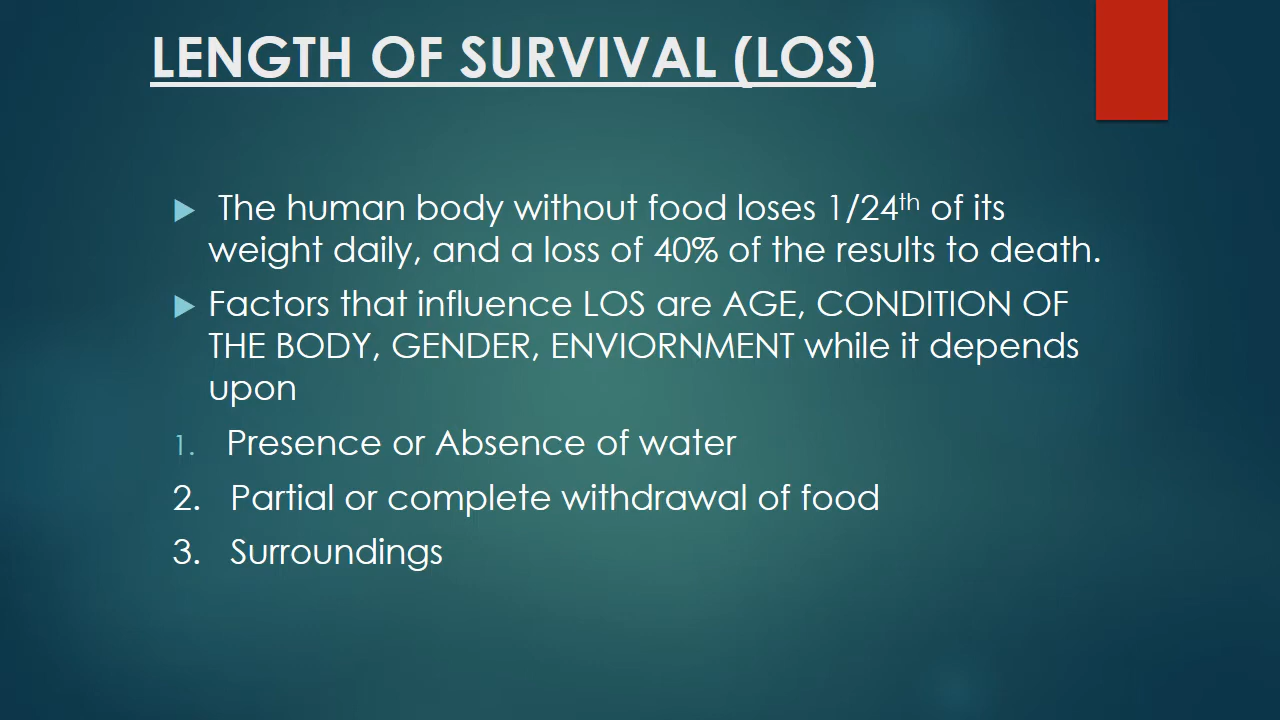 LENGTH OF SURVIVAL (LOS)
The human body without food loses 1/24th of its
weight daily, and a loss of 40% of the results to death.
Factors that influence LOS are AGE, CONDITION OF
THE BODY, GENDER, ENVIORNMENT while it depends
upon
1. Presence or Absence of water
2. Partial or complete withdrawal of food
3. Surroundings